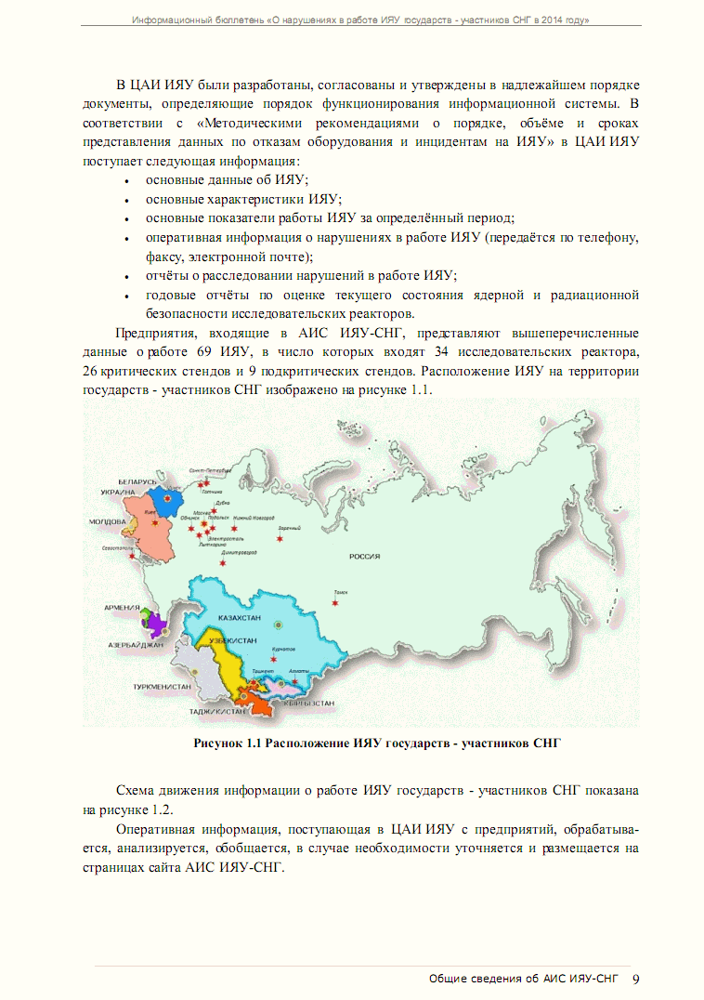 Информационный бюллетень «О нарушениях в работе ИЯУ государств - участников СНГ в 2014 году»
В ЦАИ ИЯУ были разработаны, согласованы и утверждены в надлежайшем порядке
документы, определяющие порядок функционирования информационной системы. В
соответствии с «Методическими рекомендациями о порядке, объёме и сроках
представления данных по отказам оборудования и инцидентам на ИЯУ» в ЦАИ ИЯУ
поступает следующая информация:
• основные данные об ИЯУ;
• основные характеристики ИЯУ;
• основные показатели работы ИЯУ за определённый период;
• оперативная информация о нарушениях в работе ИЯУ (передаётся по телефону,
факсу, электронной почте);
• отчёты о расследовании нарушений в работе ИЯУ;
• годовые отчёты по оценке текущего состояния ядерной и радиационной
безопасности исследовательских реакторов.
Предприятия, входящие в АИС ИЯУ-СНГ, представляют вышеперечисленные
данные о работе 69 ИЯУ, в число которых входят 34 исследовательских реактора,
26 критических стендов и 9 подкритических стендов. Расположение ИЯУ на территории
государств - участников СНГ изображено на рисунке 1.1.
Санкт-Петербург
БЕЛАРУСЬ
Гатчина
УКРАИНА
Минск
Дубна
Киев
Москва
Обнинск
Подольск
Нижний Новгород
МОЛДОВА
Заречный
Электросталь
Лыткарино
Севастополь
Димитровград
РОССИЯ
Томск
АРМЕНИЯ
КАЗАХСТАН
АЗЕРБАЙДЖАН
УЗБЕКИСТАН
Курчатов
Ташкент
Алматы
ТУРКМЕНИСТАН
КЫРГЫЗСТАН
ТАДЖИКИСТАН
Рисунок 1.1 Расположение ИЯУ государств - участников СНГ
Схема движения информации о работе ИЯУ государств - участников СНГ показана
на рисунке 1.2.
Оперативная информация, поступающая в ЦАИ ИЯУ с предприятий, обрабатыва-
ется, анализируется, обобщается, в случае необходимости уточняется и размещается на
страницах сайта АИС ИЯУ-СНГ.
Общие сведения об АИС ИЯУ-СНГ 9